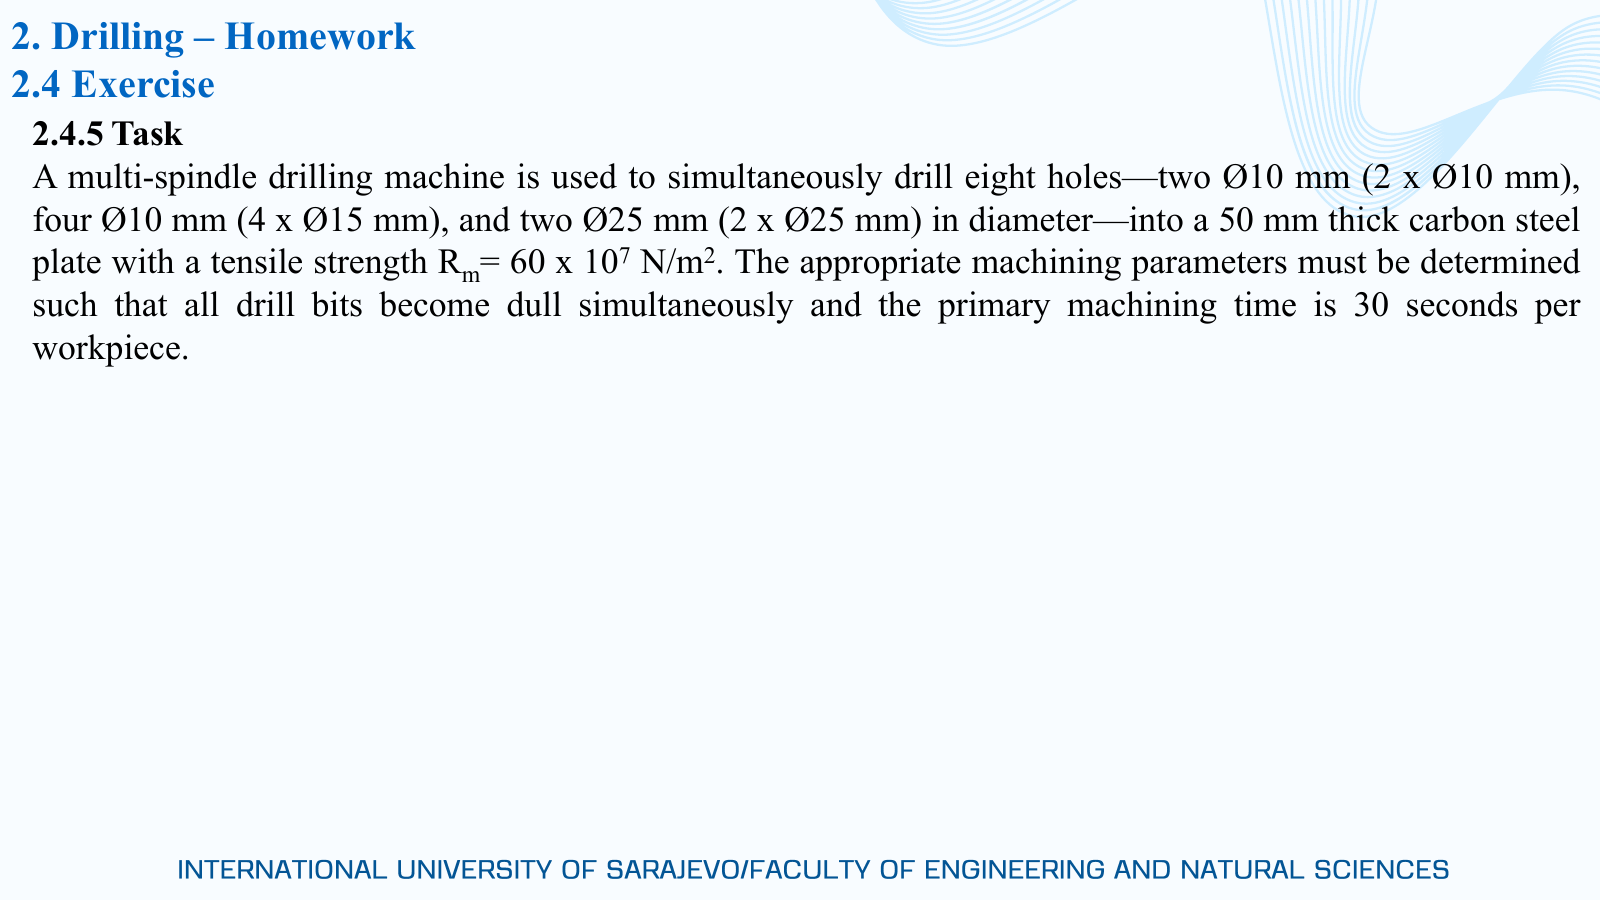 2. Drilling – Homework
2.4 Exercise
2.4.5 Task
A multi-spindle drilling machine is used to simultaneously drill eight holes—two Ø10 mm (2 x Ø10 mm),
four Ø10 mm (4 x Ø15 mm), and two Ø25 mm (2 x Ø25 mm) in diameter—into a 50 mm thick carbon steel
plate with a tensile strength Rm= 60 x 10⁷ N/m². The appropriate machining parameters must be determined
such that all drill bits become dull simultaneously and the primary machining time is 30 seconds per
workpiece.
INTERNATIONAL UNIVERSITY OF SARAJEVO/FACULTY OF ENGINEERING AND NATURAL SCIENCES